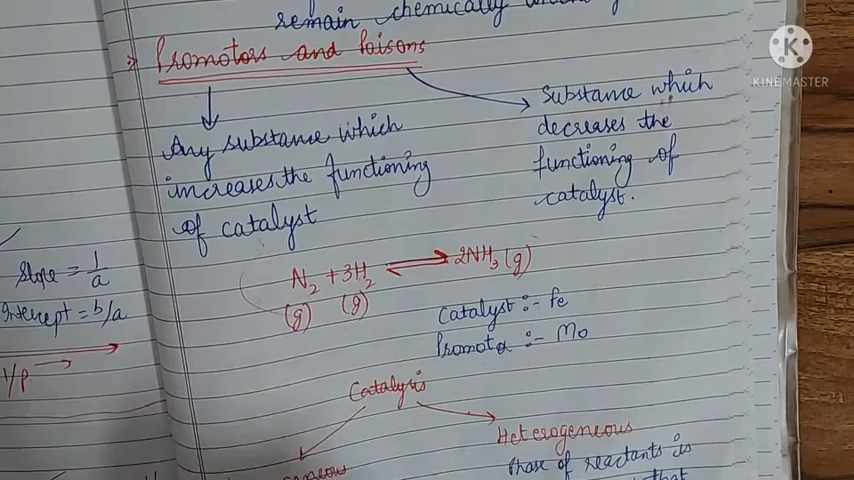 remain chemically
Promotors and Poisons
Any substance which
increases the functioning
of catalyst
Substance which
decreases the
functioning of
catalyst.
N₂ + 3H₂ ⇌ 2NH₃ (g)
(g) (g)
Catalyst :- Fe
Promotor :- Mo
Catalysis
Heterogeneous
Phase of reactants is
that
Slope = 1/a
Intercept = b/a
1/P →
K
KINEMASTER